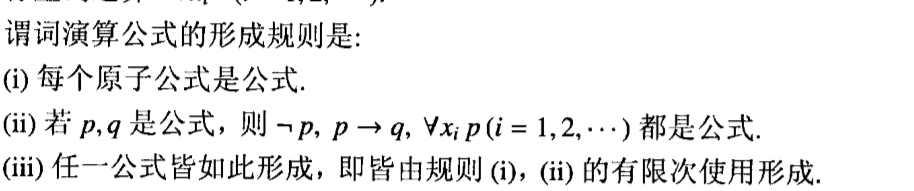 谓词演算公式的形成规则是:
(i) 每个原子公式是公式.
(ii) 若 p, q 是公式，则 ¬ p, p → q, ∀xᵢ p (i = 1, 2, ⋯) 都是公式.
(iii) 任一公式皆如此形成，即皆由规则 (i)，(ii) 的有限次使用形成.